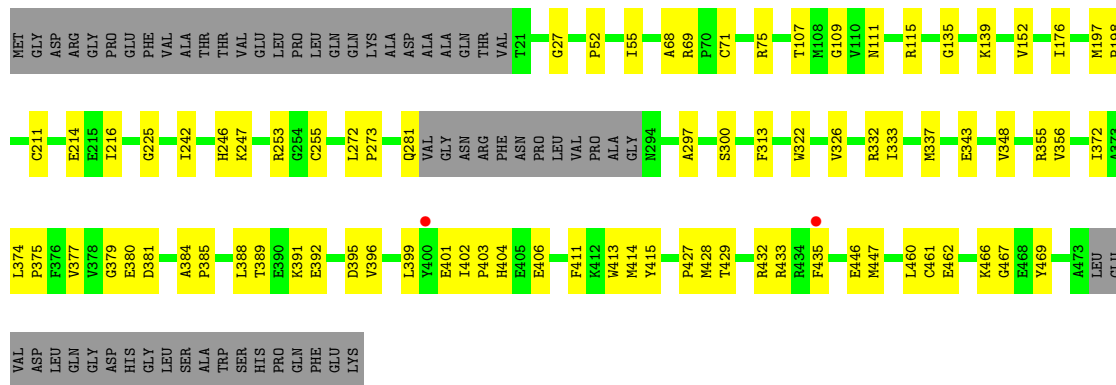 MET GLY ASP ARG GLY PRO GLU PHE VAL ALA THR THR VAL GLU LEU PRO LEU GLN GLN LYS ALA ASP ALA ALA GLN THR VAL T21 G27 P52 I55 A68 R69 P70 C71 R75 T107 M108 G109 V110 N111 R115 G135 K139 V152 I176 M197
C211 E214 E215 I216 G225 I242 H246 K247 R253 G254 C255 L272 P273 Q281 VAL GLY ASN ARG PHE ASN PRO LEU VAL PRO ALA GLY N294 A297 S300 F313 W322 V326 R332 I333 M337 E343 V348 R355 V356 I372 A373
L374 P375 F376 V377 V378 G379 E380 D381 A384 P385 L388 T389 E390 K391 E392 D395 V396 L399 Y400 E401 I402 P403 H404 E405 E406 F411 K412 W413 M414 Y415 P427 M428 T429 R432 R433 R434 F435 E446 M447 L460 C461 E462 K466 G467 E468 Y469 A473 LEU GLU
VAL ASP LEU GLN GLY ASP HIS GLY LEU SER ALA TRP SER HIS PRO GLN PHE GLU LYS